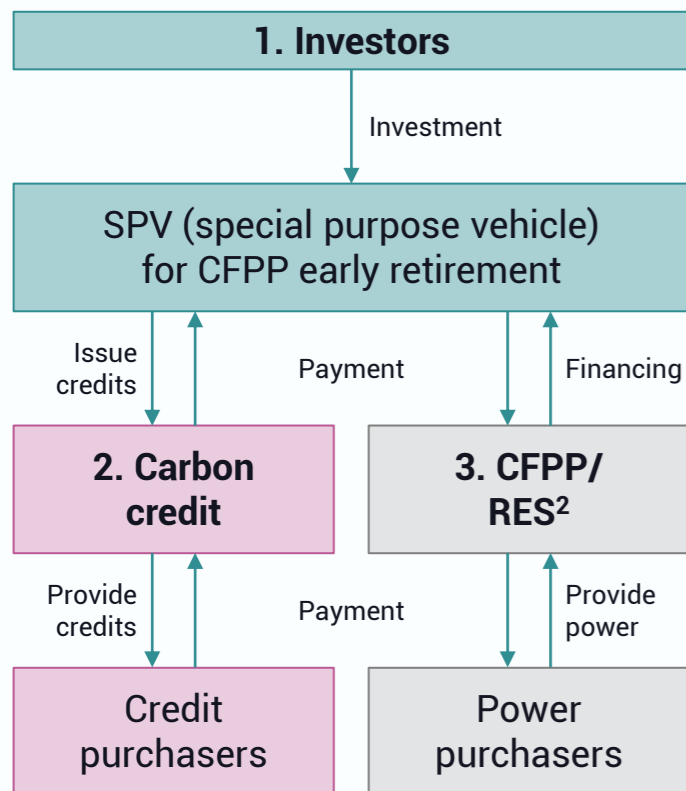 1. Investors
Investment
SPV (special purpose vehicle)
for CFPP early retirement
Issue
credits
Payment
Financing
2. Carbon
credit
3. CFPP/
RES²
Provide
credits
Payment
Provide
power
Credit
purchasers
Power
purchasers